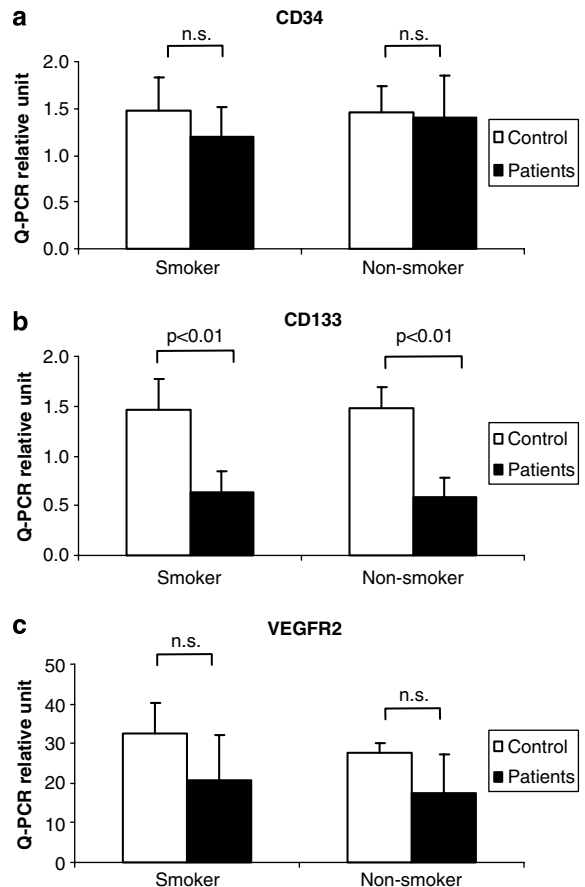 a
CD34
n.s.
n.s.
Q-PCR relative unit
2.0
1.5
1.0
0.5
0.0
Smoker
Non-smoker
Control
Patients
b
CD133
p<0.01
p<0.01
Q-PCR relative unit
2.0
1.5
1.0
0.5
0.0
Smoker
Non-smoker
Control
Patients
c
VEGFR2
n.s.
n.s.
Q-PCR relative unit
50
40
30
20
10
0
Smoker
Non-smoker
Control
Patients